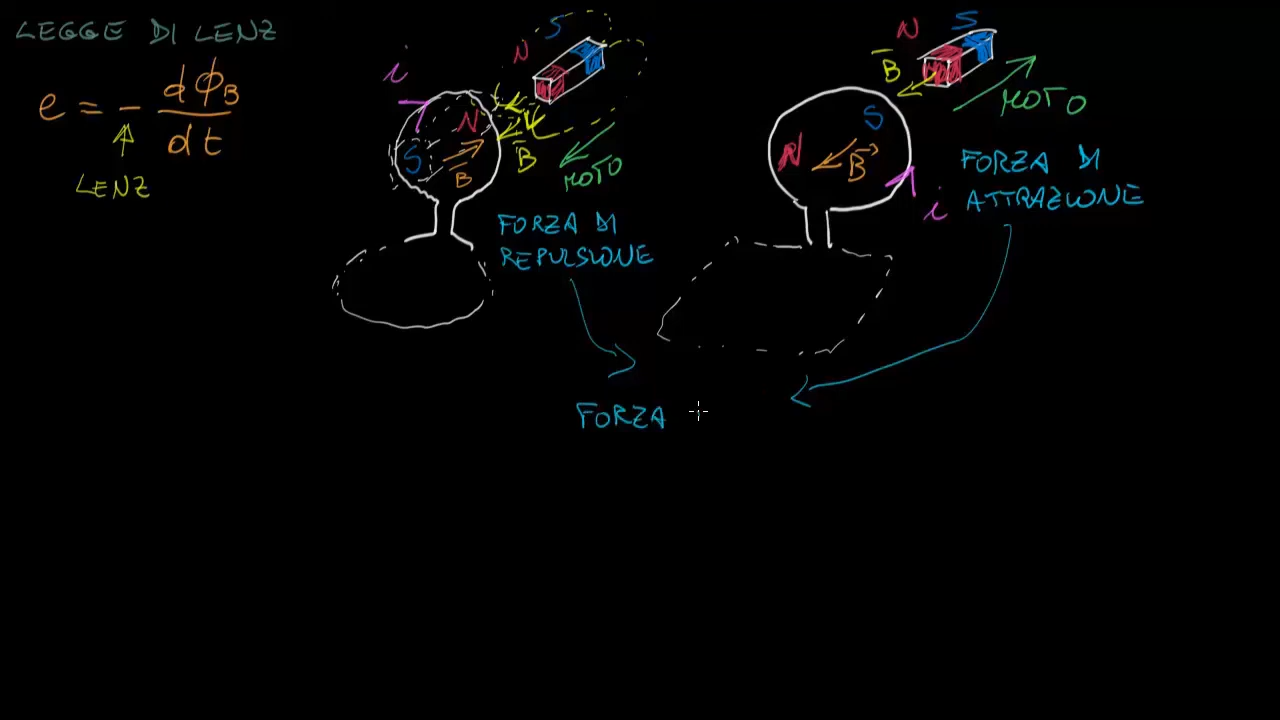 LEGGE DI LENZ
e = - dϕB / dt
LENZ
i
N
S
N
S
B
B
MOTO
FORZA DI
REPULSIONE
N
S
B
MOTO
S
N
B
i
FORZA DI
ATTRAZIONE
FORZA